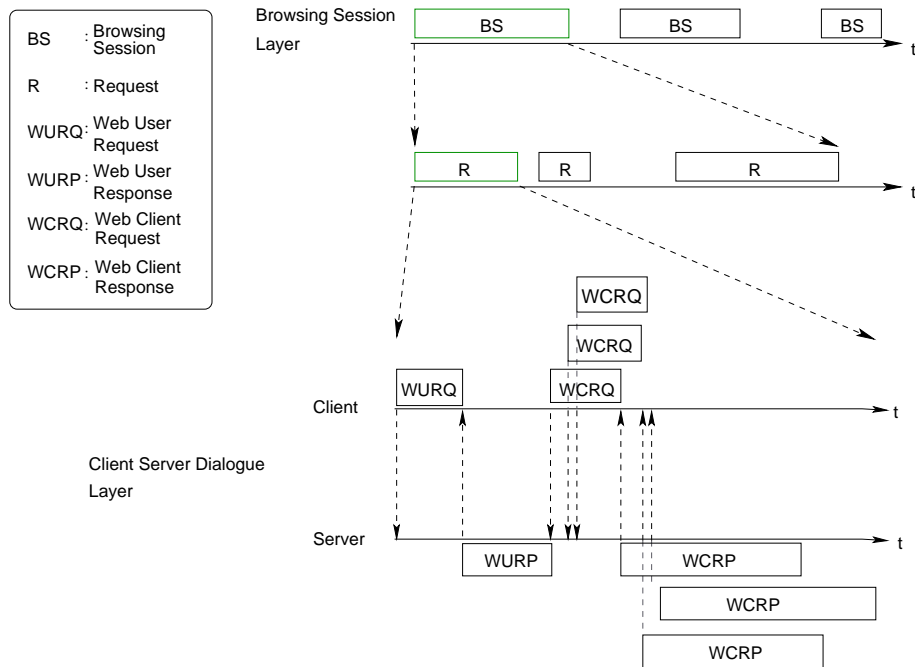 BS : Browsing
Session
R : Request
WURQ : Web User
Request
WURP : Web User
Response
WCRQ : Web Client
Request
WCRP : Web Client
Response
Browsing Session
Layer
BS
BS
BS
t
R
R
R
t
WCRQ
WCRQ
WURQ
WCRQ
Client
t
Client Server Dialogue
Layer
Server
t
WURP
WCRP
WCRP
WCRP